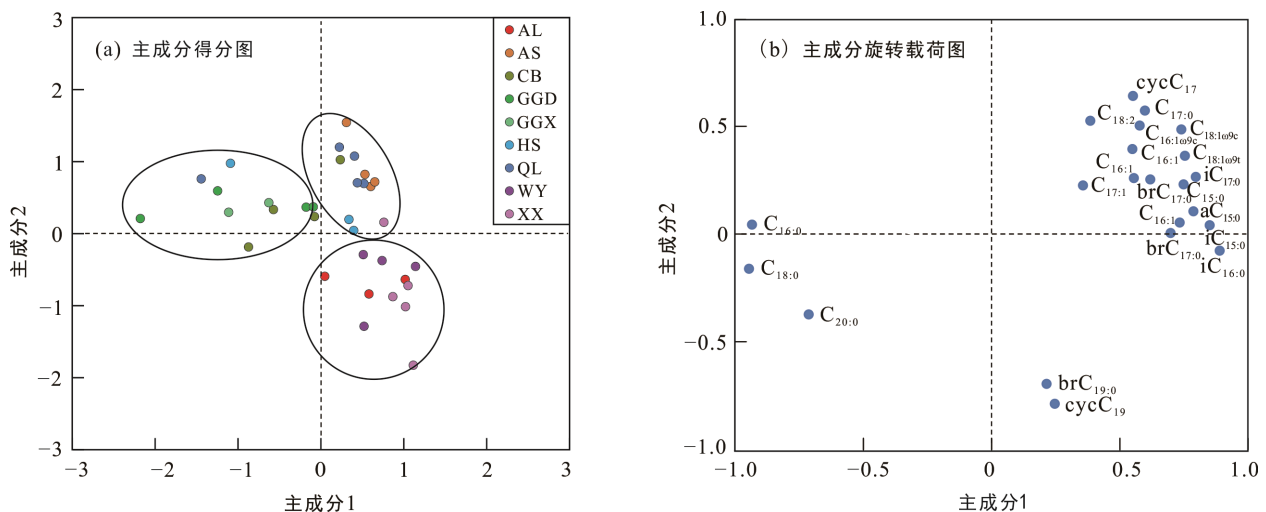 (a) 主成分得分图
AL
AS
CB
GGD
GGX
HS
QL
WY
XX
3
2
1
0
−1
−2
−3
−3
−2
−1
0
1
2
3
主成分2
主成分1
(b) 主成分旋转载荷图
1.0
0.5
0
−0.5
−1.0
−1.0
−0.5
0
0.5
1.0
主成分2
主成分1
cycC17
C18:2
C17:0
C16:1ω9c
C18:1ω9c
C16:1
C16:1
C18:1ω9t
C17:1
brC17:0
C15:0
iC17:0
C16:1
aC15:0
brC17:0
iC15:0
iC16:0
C16:0
C18:0
C20:0
brC19:0
cycC19